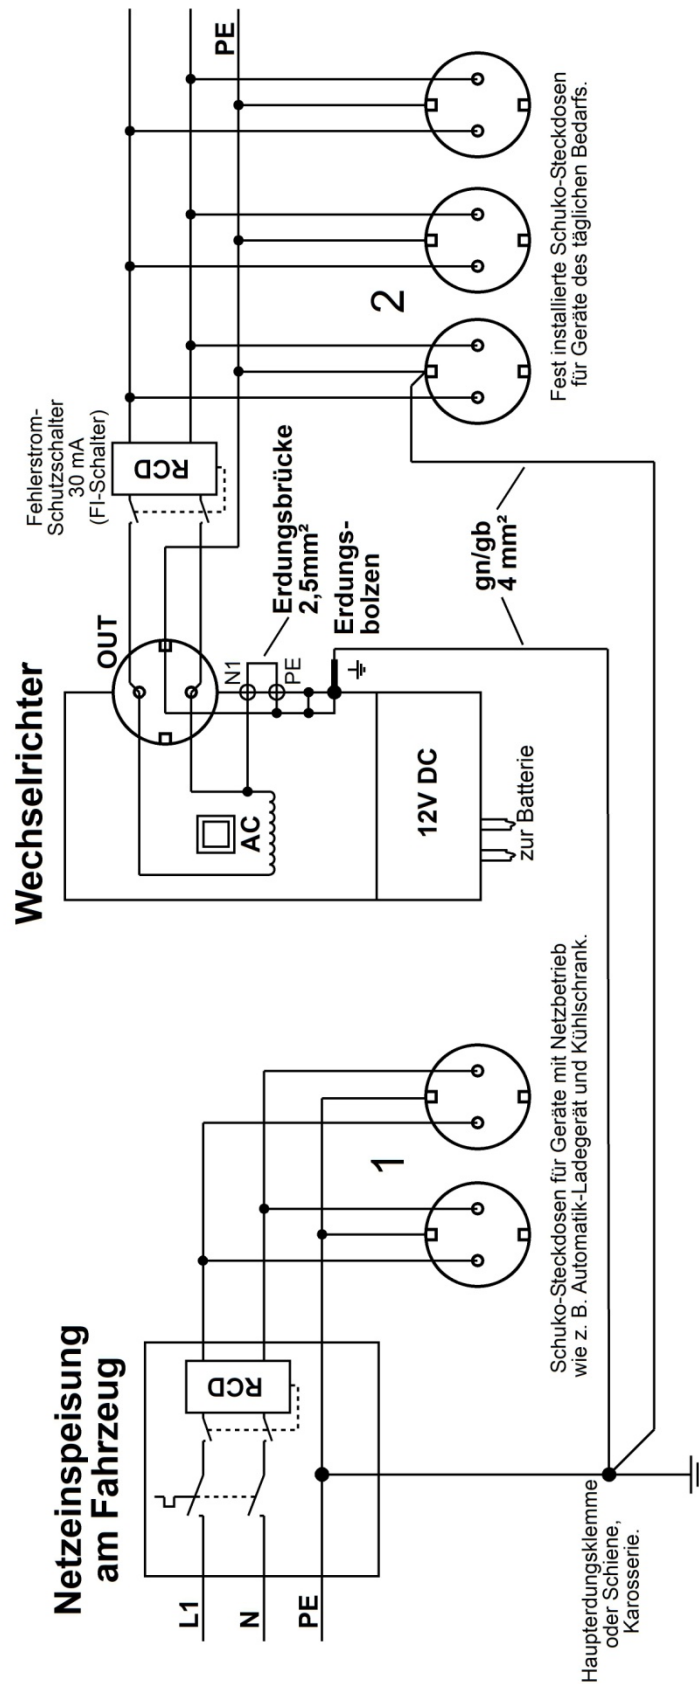 Netzeinspeisung
am Fahrzeug
L1
N
PE
RCD
1
Schuko-Steckdosen für Geräte mit Netzbetrieb
wie z. B. Automatik-Ladegerät und Kühlschrank.
Haupterdungsklemme
oder Schiene,
Karosserie.
Wechselrichter
OUT
AC
N1
PE
12V DC
zur Batterie
Erdungsbrücke
2,5mm²
Erdungs-
bolzen
gn/gb
4 mm²
Fehlerstrom-
Schutzschalter
30 mA
(FI-Schalter)
RCD
PE
2
Fest installierte Schuko-Steckdosen
für Geräte des täglichen Bedarfs.